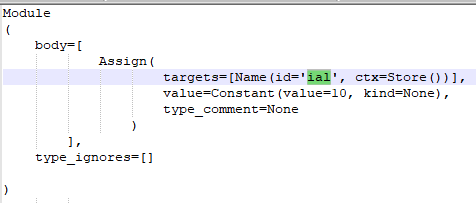 Module
(
    body=[
            Assign(
                    targets=[Name(id='ial', ctx=Store())],
                    value=Constant(value=10, kind=None),
                    type_comment=None
                )
        ],
    type_ignores=[]
)